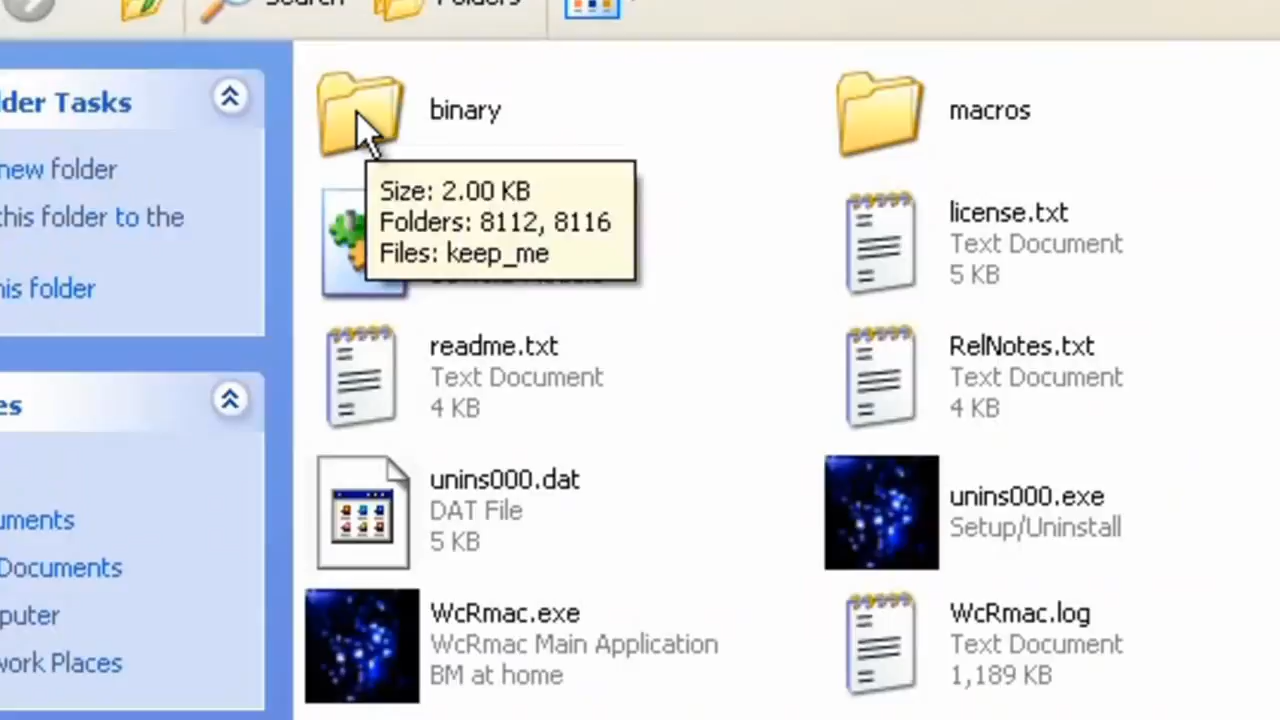 Search
Folders
lder Tasks
new folder
this folder to the
his folder
es
uments
Documents
puter
work Places
binary
macros
Size: 2.00 KB
Folders: 8112, 8116
Files: keep_me
license.txt
Text Document
5 KB
readme.txt
Text Document
4 KB
RelNotes.txt
Text Document
4 KB
unins000.dat
DAT File
5 KB
unins000.exe
Setup/Uninstall
WcRmac.exe
WcRmac Main Application
BM at home
WcRmac.log
Text Document
1,189 KB